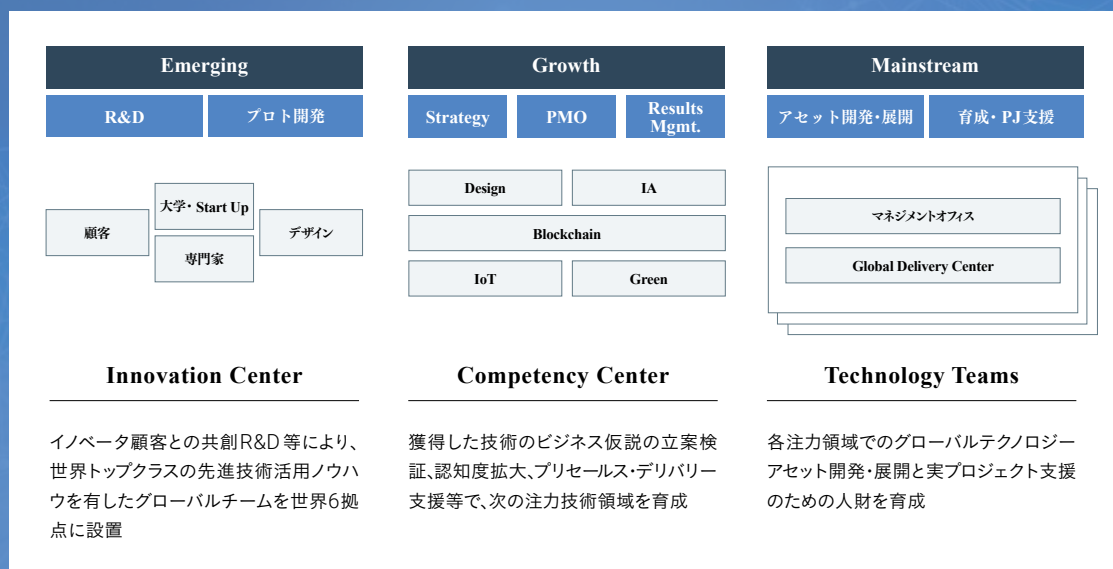 Emerging
R&D
プロト開発
顧客
大学・Start Up
専門家
デザイン
Innovation Center
イノベータ顧客との共創R&D等により、
世界トップクラスの先進技術活用ノウハ
ウを有したグローバルチームを世界6拠
点に設置
Growth
Strategy
PMO
Results
Mgmt.
Design
IA
Blockchain
IoT
Green
Competency Center
獲得した技術のビジネス仮説の立案検
証、認知度拡大、プリセールス・デリバリー
支援等で、次の注力技術領域を育成
Mainstream
アセット開発・展開
育成・PJ支援
マネジメントオフィス
Global Delivery Center
Technology Teams
各注力領域でのグローバルテクノロジー
アセット開発・展開と実プロジェクト支援
のための人財を育成